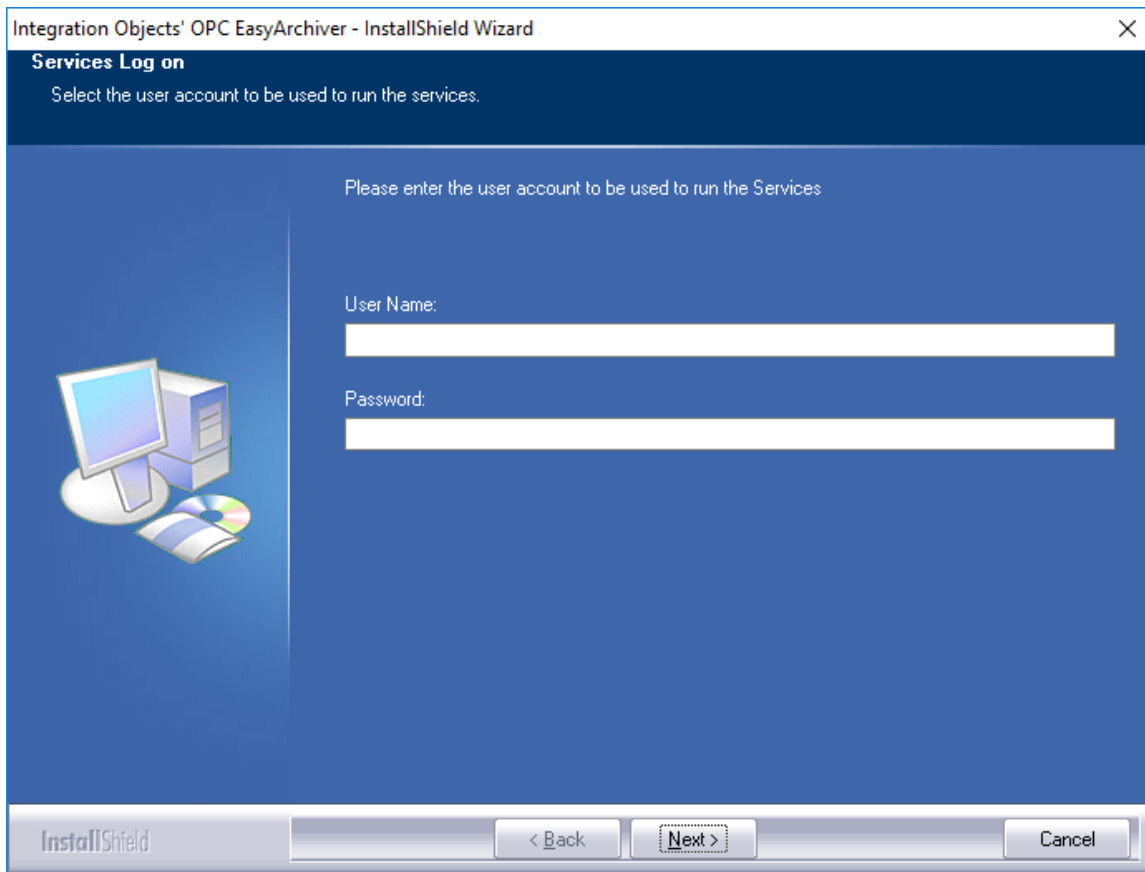 Integration Objects' OPC EasyArchiver - InstallShield Wizard
Services Log on
Select the user account to be used to run the services.
Please enter the user account to be used to run the Services
User Name:
Password:
InstallShield
< Back
Next >
Cancel